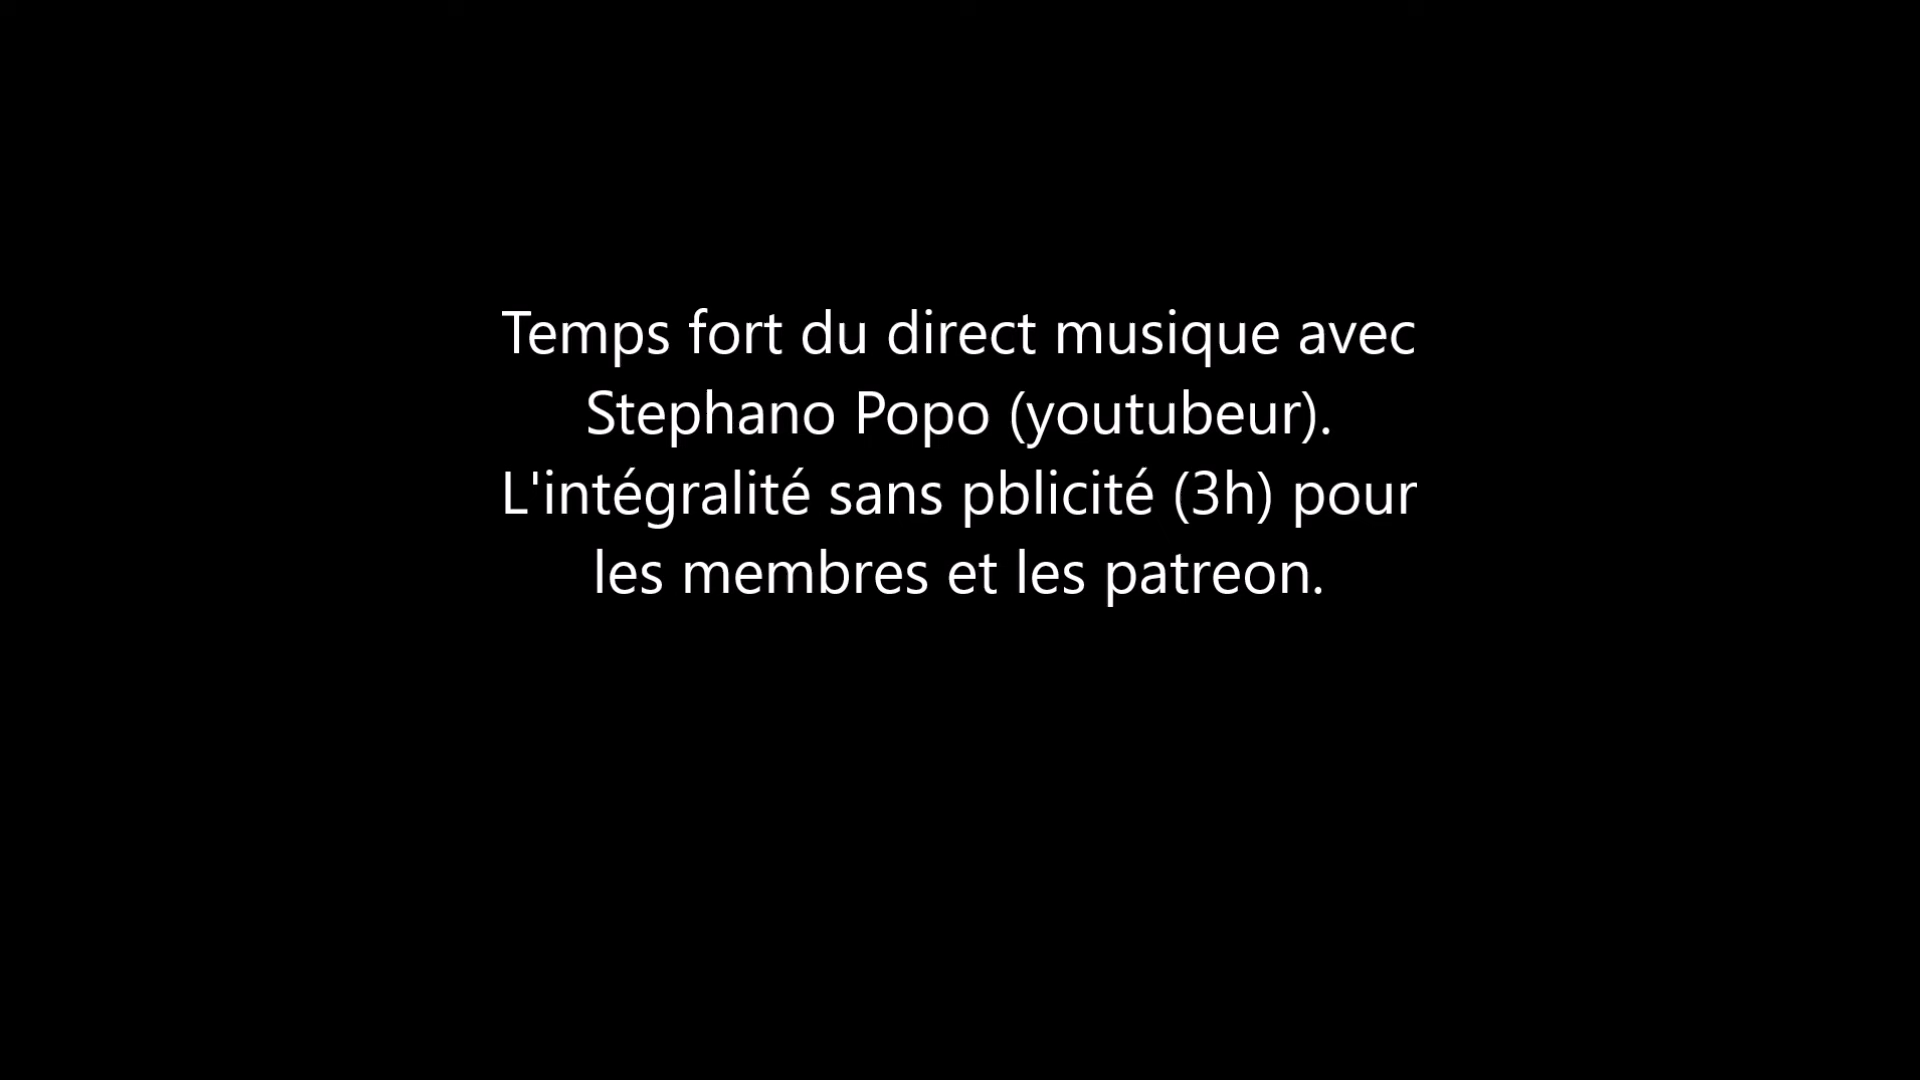 Temps fort du direct musique avec
Stephano Popo (youtubeur).
L'intégralité sans pblicité (3h) pour
les membres et les patreon.